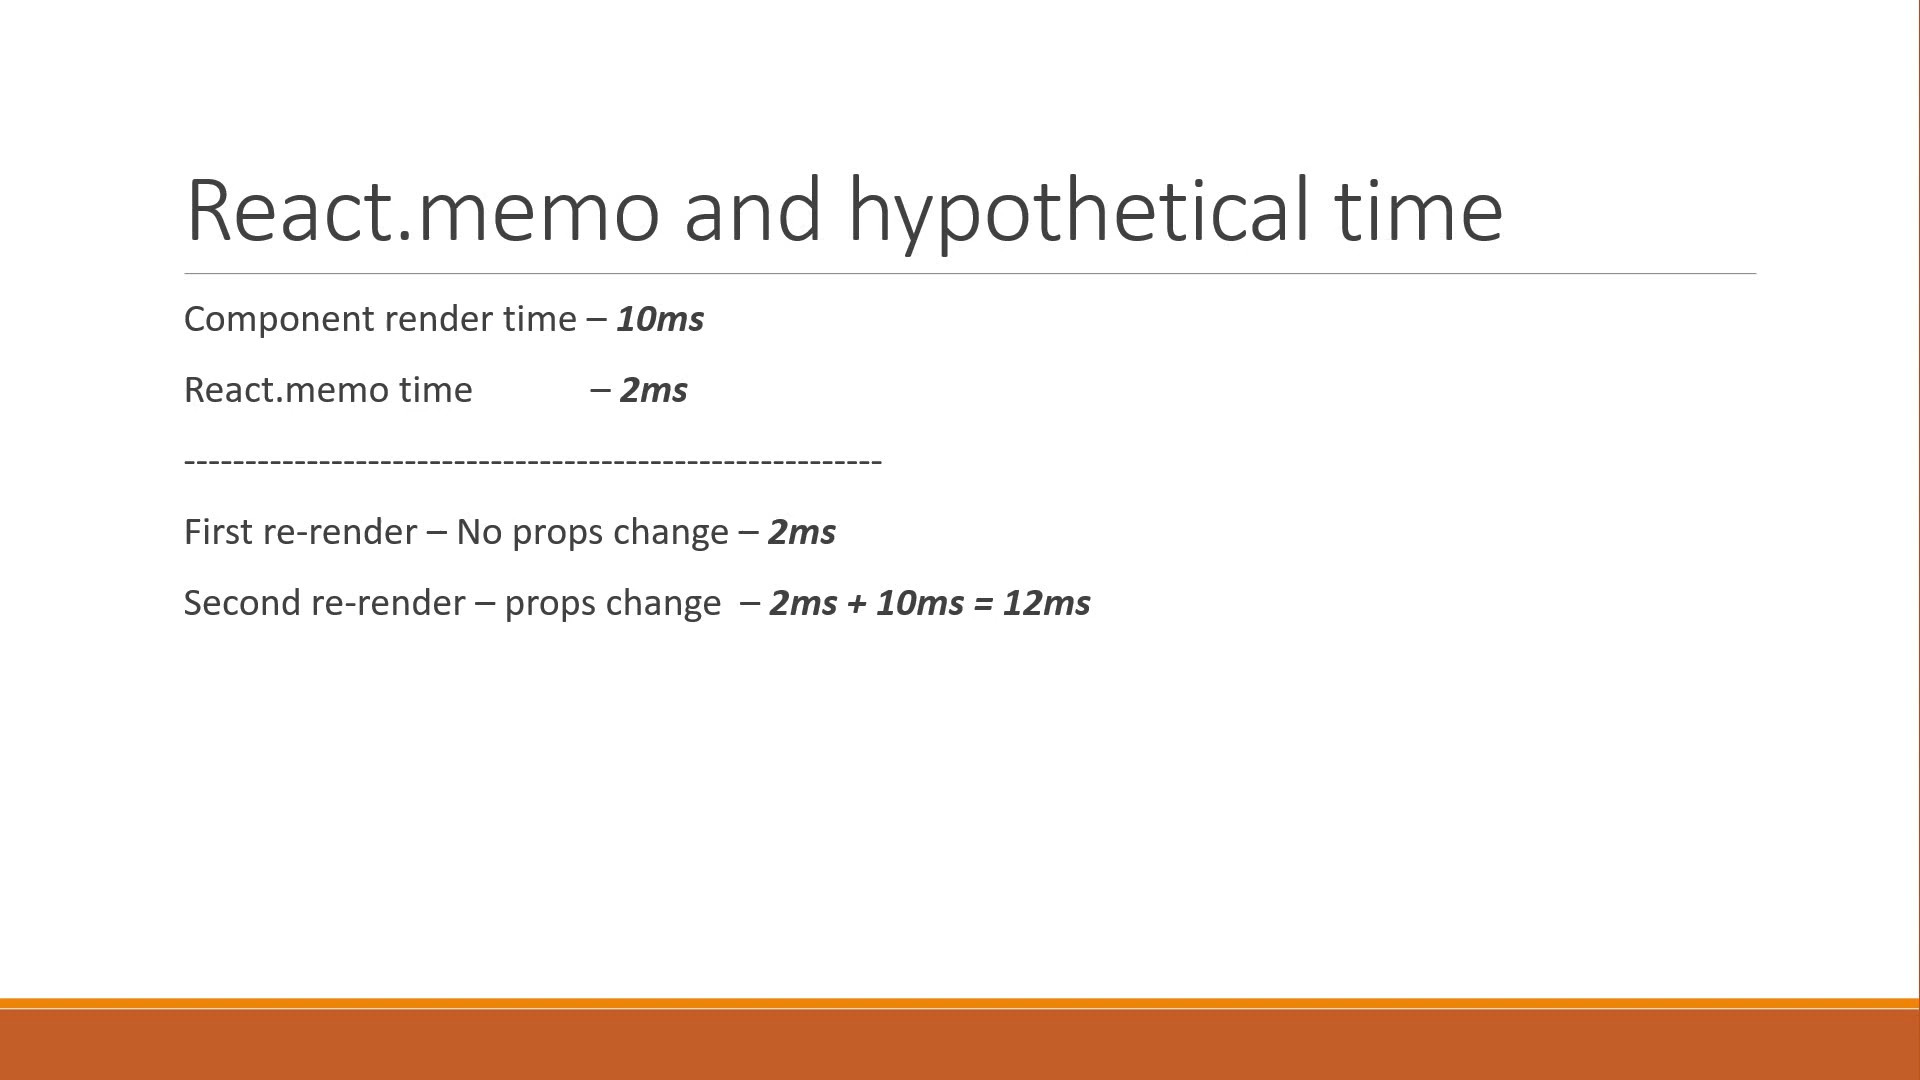 React.memo and hypothetical time
Component render time – 10ms
React.memo time – 2ms
---------------------------------------------------------
First re-render – No props change – 2ms
Second re-render – props change – 2ms + 10ms = 12ms